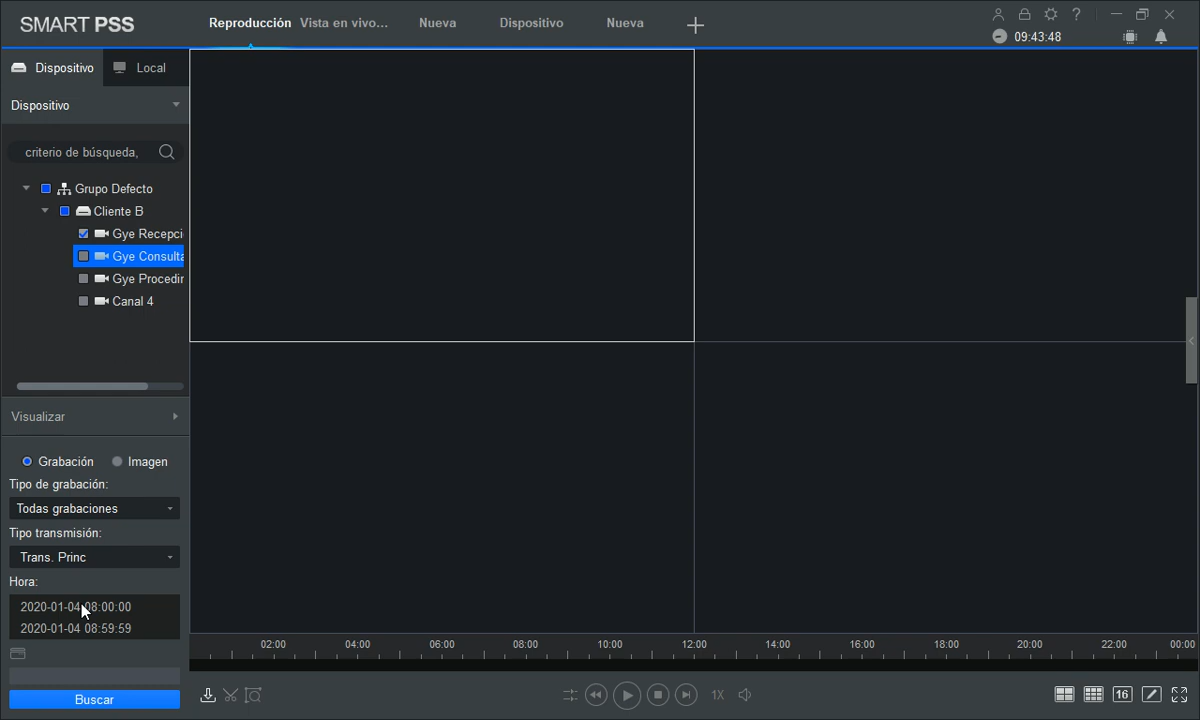 SMART PSS
Reproducción Vista en vivo... Nueva Dispositivo Nueva
09:43:48
Dispositivo Local
Dispositivo
criterio de búsqueda,
Grupo Defecto
Cliente B
Gye Recepci
Gye Consulta
Gye Procedir
Canal 4
Visualizar
Grabación Imagen
Tipo de grabación:
Todas grabaciones
Tipo transmisión:
Trans. Princ
Hora:
2020-01-04 08:00:00
2020-01-04 08:59:59
Buscar
02:00 04:00 06:00 08:00 10:00 12:00 14:00 16:00 18:00 20:00 22:00 00:00
1X
16